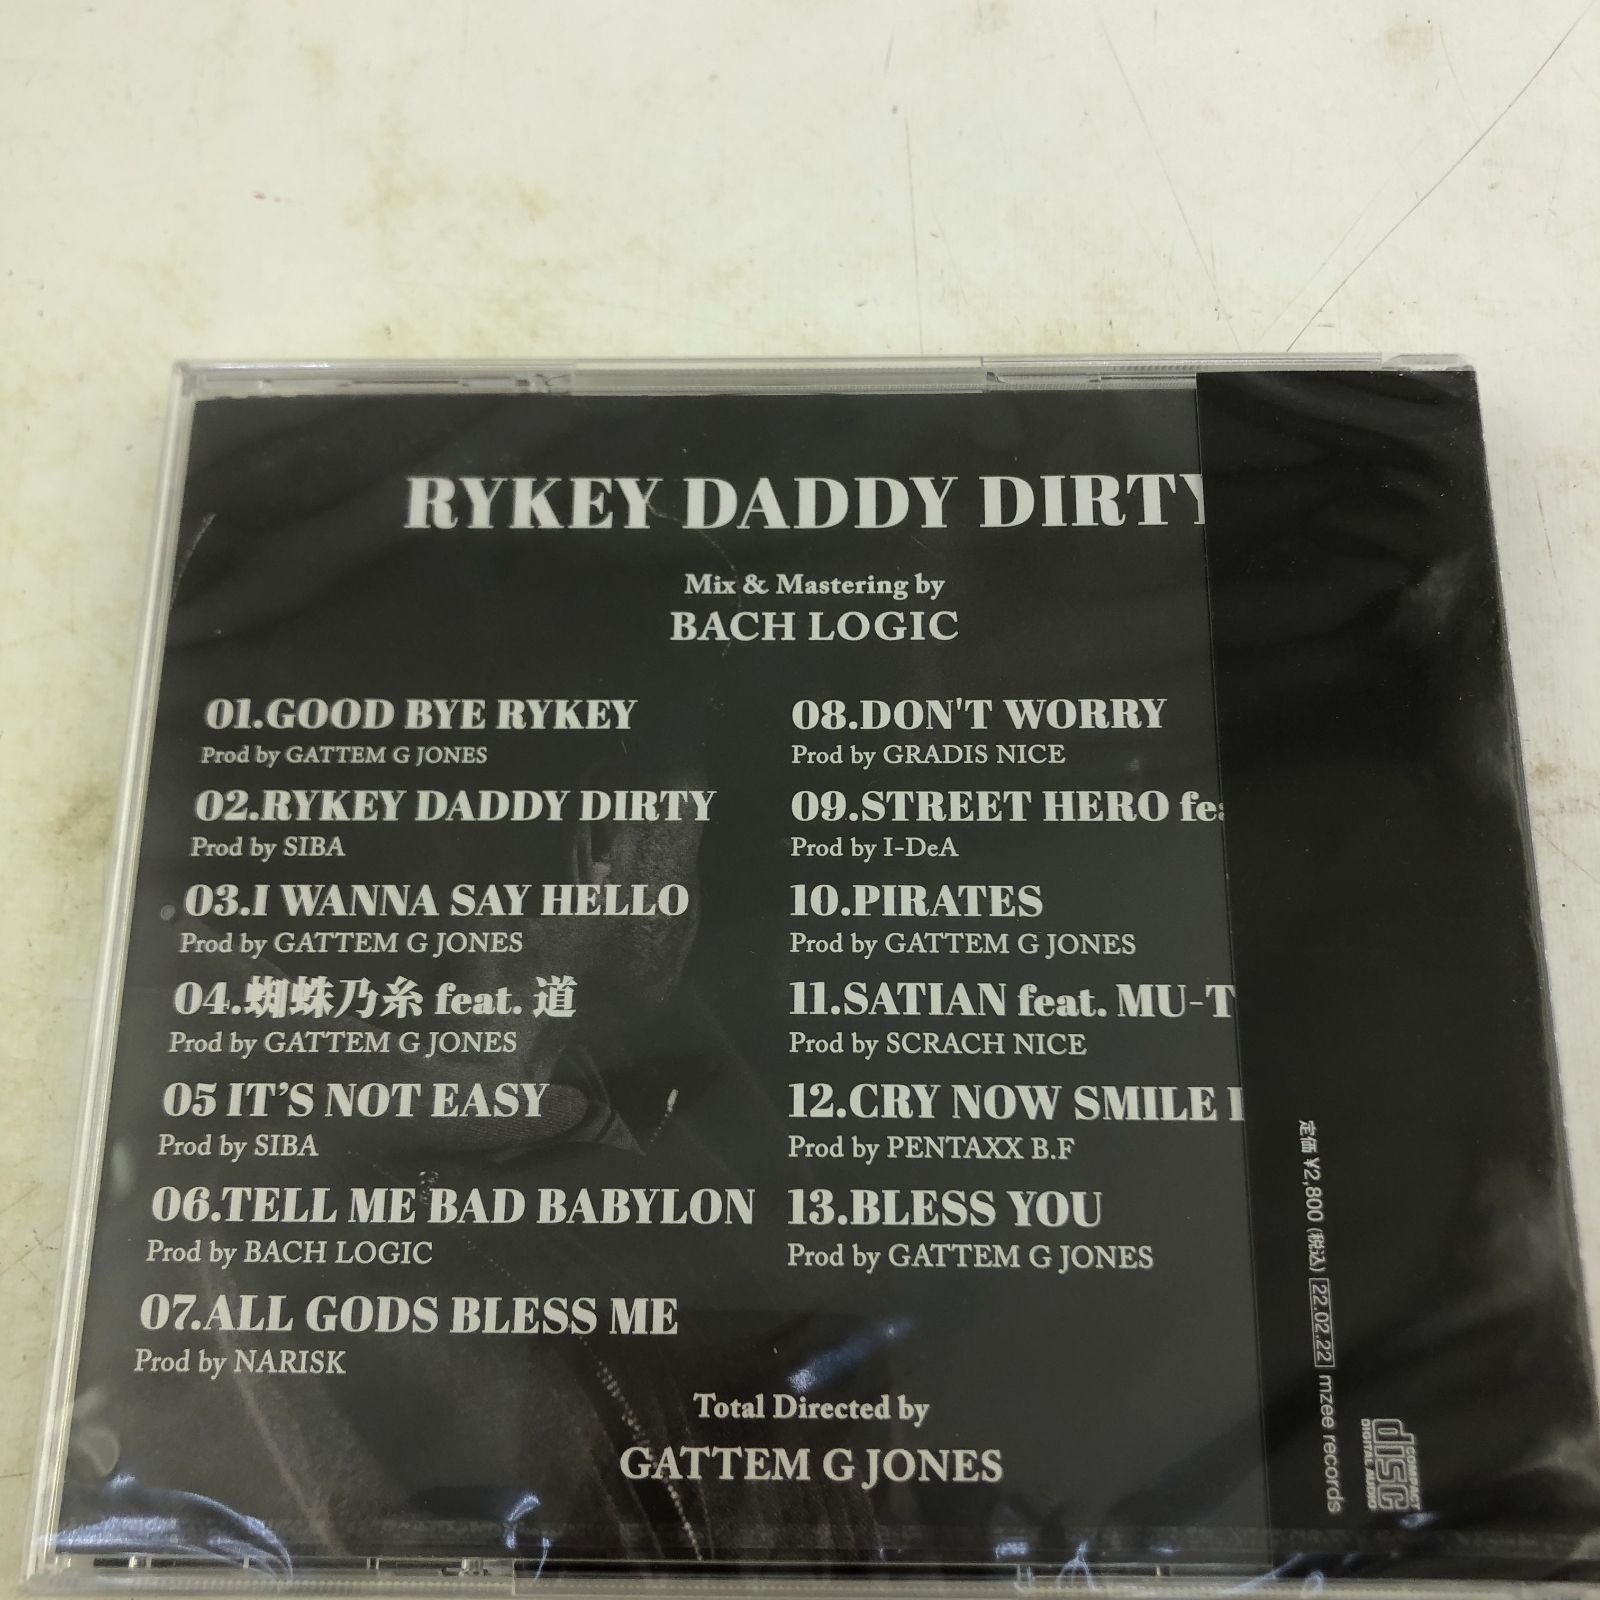 RYKEY DADDY DIRTY
Mix & Mastering by
BACH LOGIC
01.GOOD BYE RYKEY
Prod by GATTEM G JONES
02.RYKEY DADDY DIRTY
Prod by SIBA
03.I WANNA SAY HELLO
Prod by GATTEM G JONES
04.蜘蛛乃糸 feat. 道
Prod by GATTEM G JONES
05 IT'S NOT EASY
Prod by SIBA
06.TELL ME BAD BABYLON
Prod by BACH LOGIC
07.ALL GODS BLESS ME
Prod by NARISK
08.DON'T WORRY
Prod by GRADIS NICE
09.STREET HERO
Prod by I-DeA
10.PIRATES
Prod by GATTEM G JONES
11.SATIAN feat. MU-T
Prod by SCRACH NICE
12.CRY NOW SMILE
Prod by PENTAXX B.F
13.BLESS YOU
Prod by GATTEM G JONES
Total Directed by
GATTEM G JONES
定価 ¥2,800 (税込) 22.02.22 mzee records
COMPACT
disc
DIGITAL AUDIO